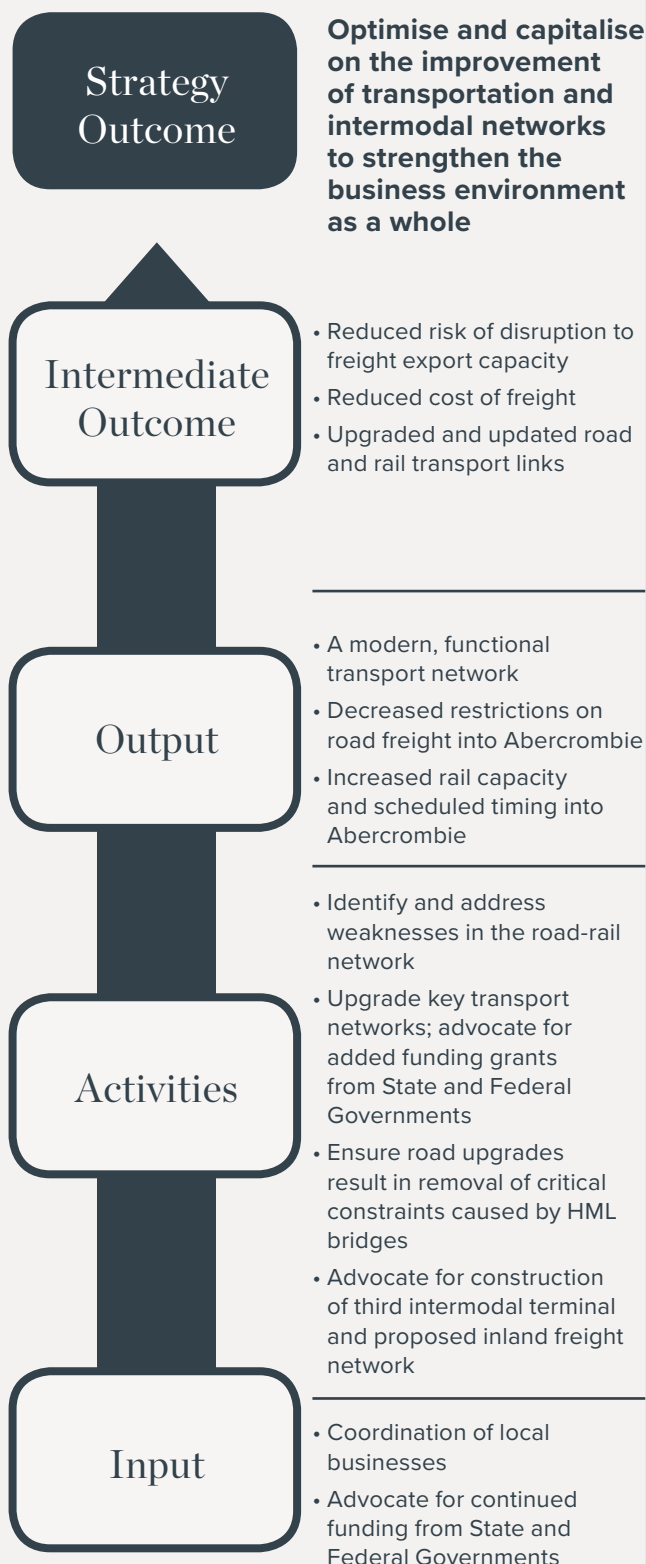 Strategy
Outcome
Optimise and capitalise
on the improvement
of transportation and
intermodal networks
to strengthen the
business environment
as a whole
Intermediate
Outcome
• Reduced risk of disruption to
freight export capacity
• Reduced cost of freight
• Upgraded and updated road
and rail transport links
Output
• A modern, functional
transport network
• Decreased restrictions on
road freight into Abercrombie
• Increased rail capacity
and scheduled timing into
Abercrombie
Activities
• Identify and address
weaknesses in the road-rail
network
• Upgrade key transport
networks; advocate for
added funding grants
from State and Federal
Governments
• Ensure road upgrades
result in removal of critical
constraints caused by HML
bridges
• Advocate for construction
of third intermodal terminal
and proposed inland freight
network
Input
• Coordination of local
businesses
• Advocate for continued
funding from State and
Federal Governments